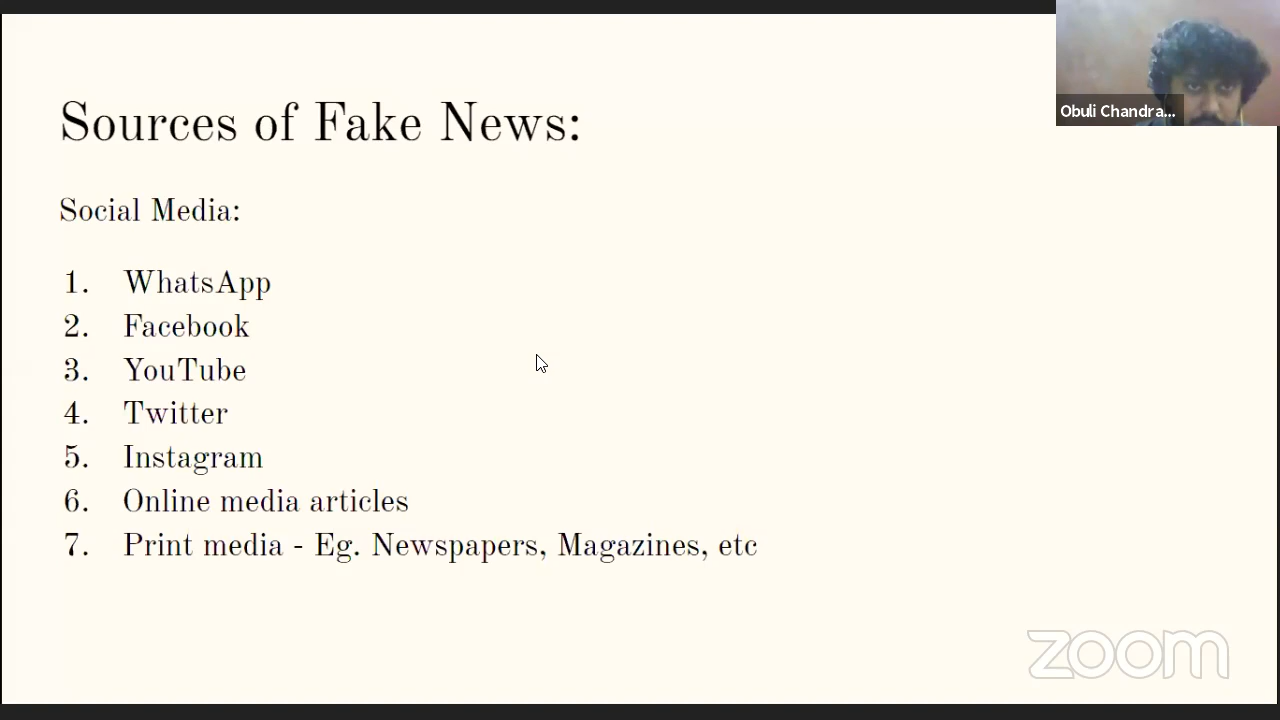 Sources of Fake News:
Obuli Chandra...
Social Media:
1. WhatsApp
2. Facebook
3. YouTube
4. Twitter
5. Instagram
6. Online media articles
7. Print media - Eg. Newspapers, Magazines, etc
zoom